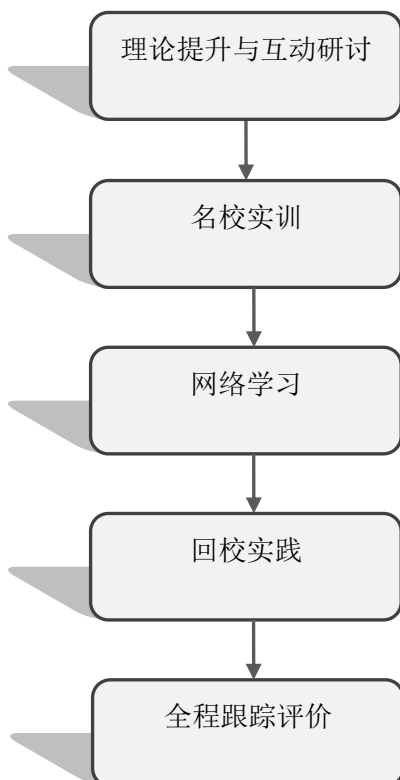 理论提升与互动研讨
名校实训
网络学习
回校实践
全程跟踪评价